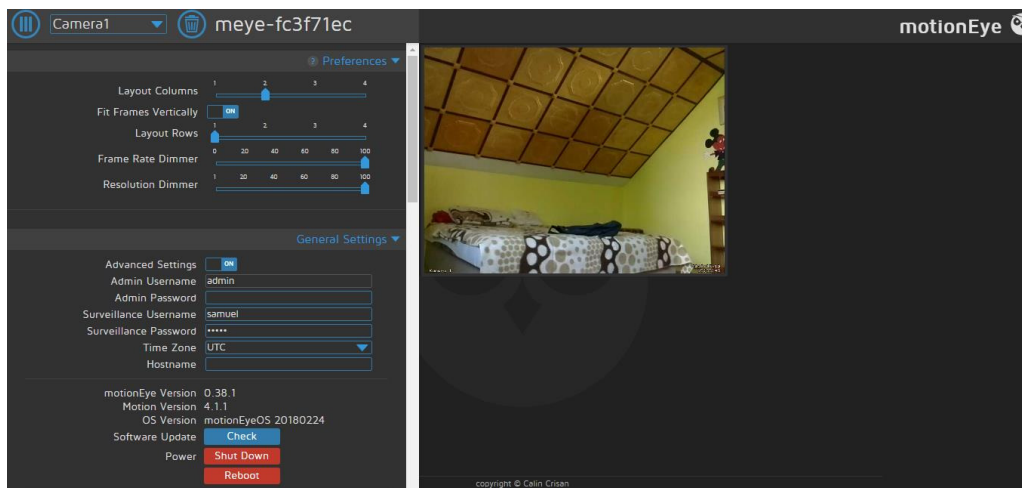 Camera1
meye-fc3f71ec
motionEye
Preferences
Layout Columns 1 2 3 4
Fit Frames Vertically ON
Layout Rows 1 2 3 4
Frame Rate Dimmer 0 20 40 60 80 100
Resolution Dimmer 1 20 40 60 80 100
General Settings
Advanced Settings ON
Admin Username admin
Admin Password
Surveillance Username samuel
Surveillance Password •••••
Time Zone UTC
Hostname
motionEye Version 0.38.1
Motion Version 4.1.1
OS Version motionEyeOS 20180224
Software Update Check
Power Shut Down
Reboot
copyright © Calin Crisan